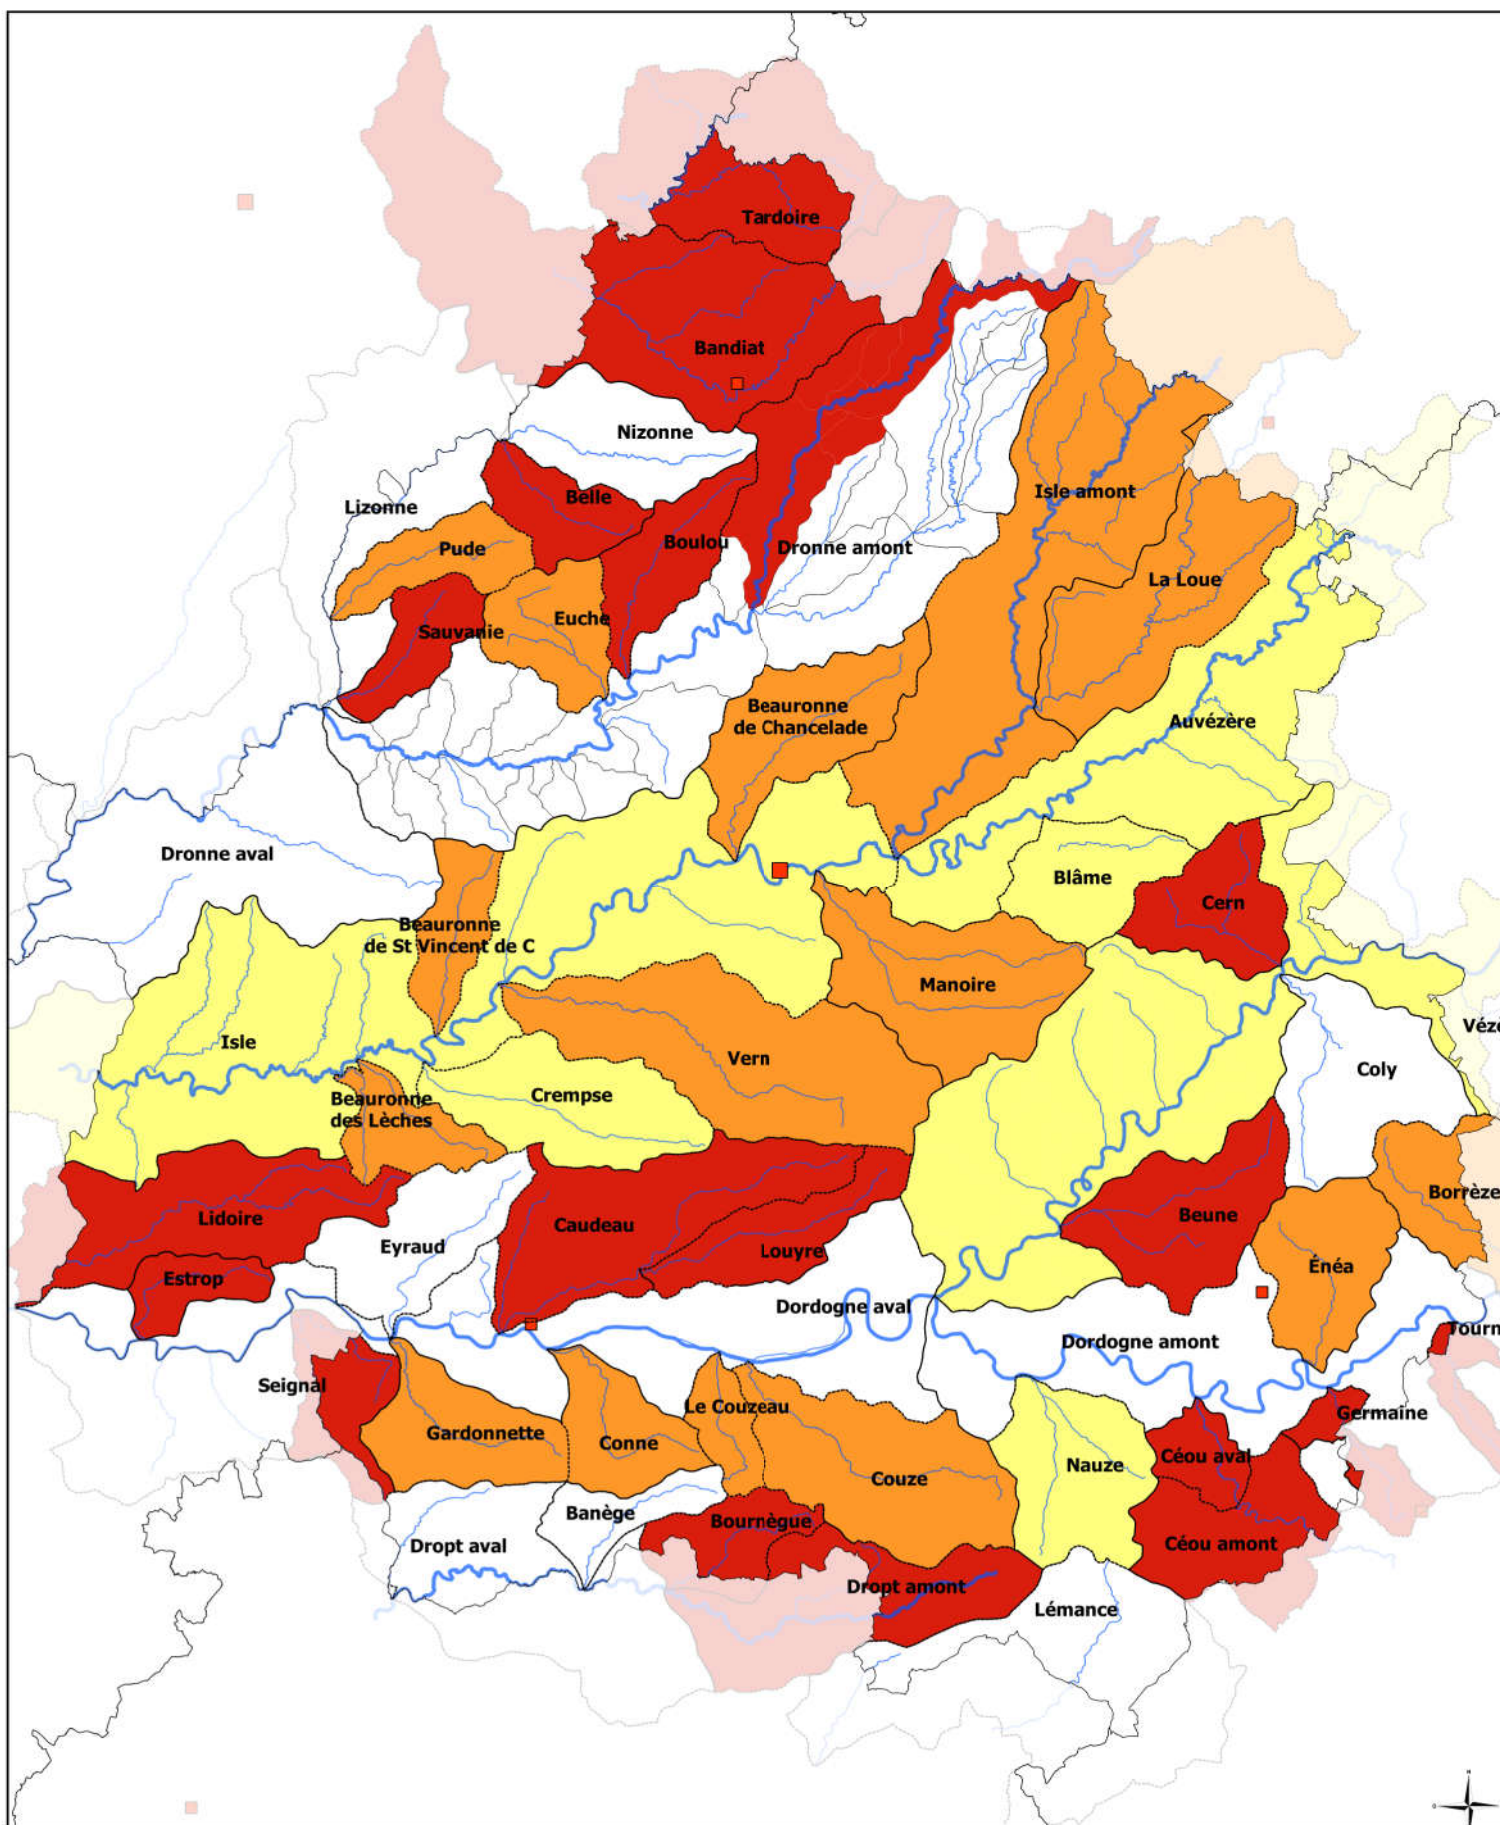 Tardoire
Bandiat
Nizonne
Belle
Lizonne
Boulou
Dronne amont
Isle amont
Pude
La Loue
Euche
Sauvanie
Beauronne
de Chancelade
Auvézère
Dronne aval
Blâme
Cern
Beauronne
de St Vincent de C
Manoire
Isle
Véze
Vern
Coly
Crempse
Beauronne
des Lèches
Borrèze
Lidoire
Caudeau
Beune
Eyraud
Louyre
Énéa
Estrop
Dordogne aval
Dordogne amont
Tourn
Seignal
Le Couzeau
Germaine
Gardonnette
Conne
Céou aval
Nauze
Couze
Banège
Bournègue
Dropt aval
Céou amont
Dropt amont
Lémance